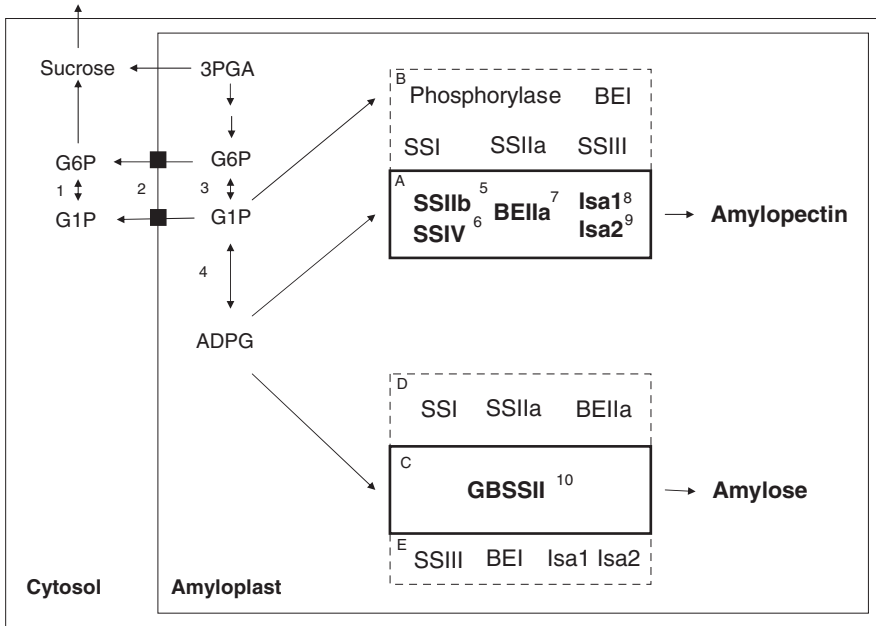 Sucrose
3PGA
G6P
G6P
1
2
3
G1P
G1P
4
ADPG
B
Phosphorylase BEI
SSI SSIIa SSIII
A
SSIIb 5 BEIIa 7 Isa1 8
SSIV 6 Isa2 9
Amylopectin
D
SSI SSIIa BEIIa
C
GBSSII 10
Amylose
E
SSIII BEI Isa1 Isa2
Cytosol
Amyloplast